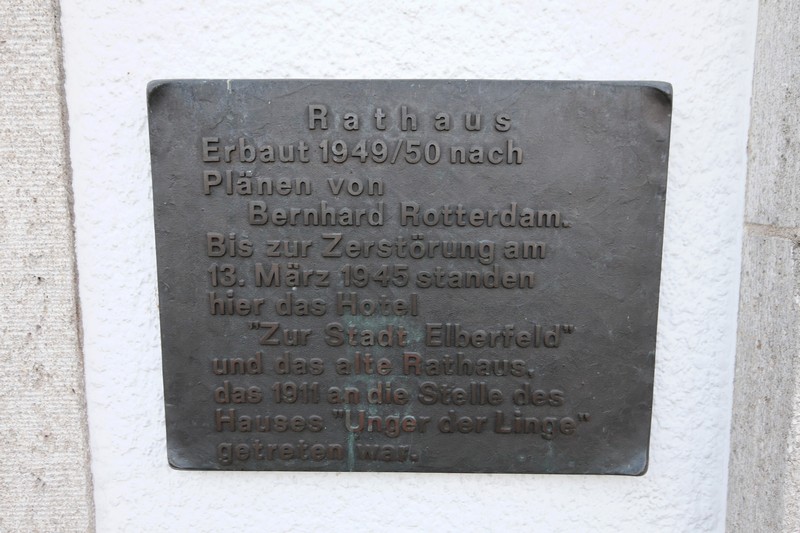 Rathaus
Erbaut 1949/50 nach
Plänen von
Bernhard Rotterdam.
Bis zur Zerstörung am
13. März 1945 standen
hier das Hotel
"Zur Stadt Elberfeld"
und das alte Rathaus,
das 1911 an die Stelle des
Hauses "Unger der Linge"
getreten war.